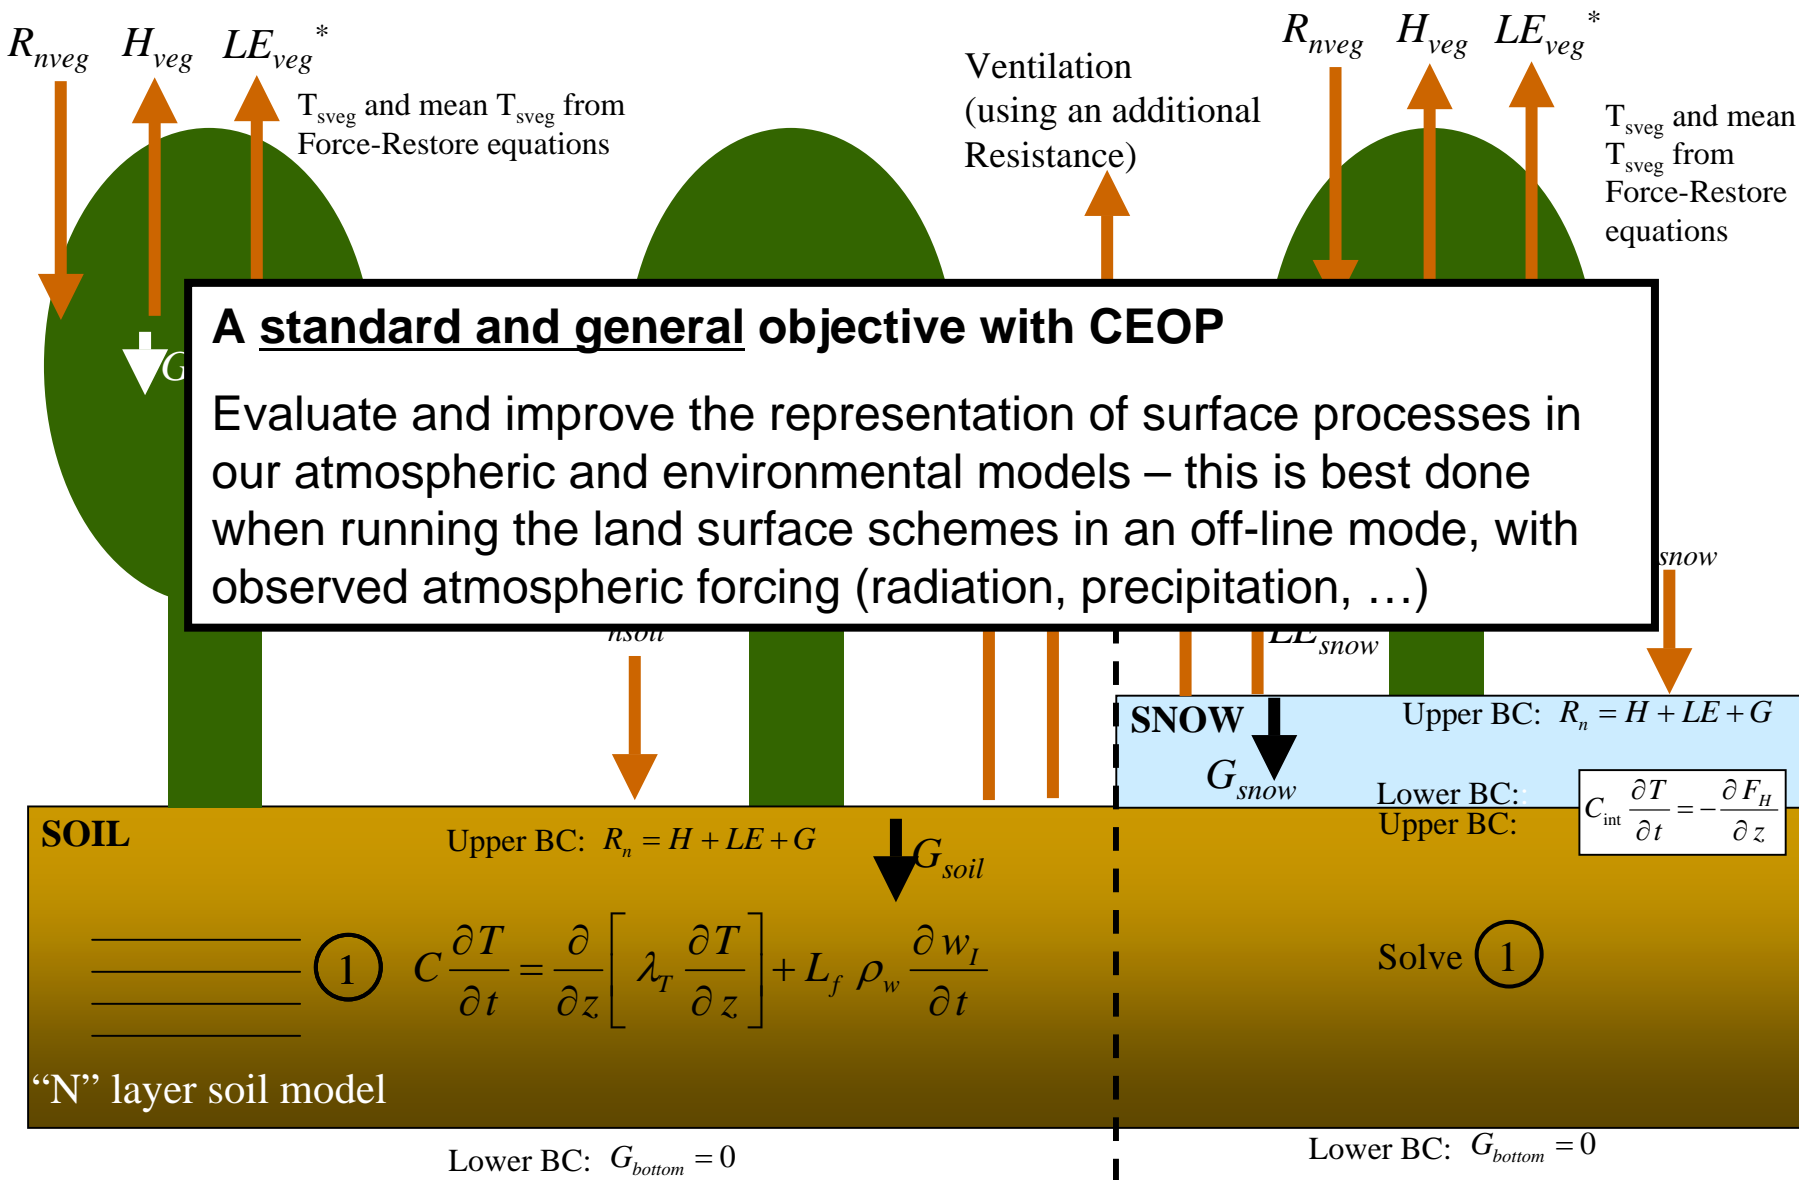 R_nveg H_veg LE_veg*
T_sveg and mean T_sveg from
Force-Restore equations
Ventilation
(using an additional
Resistance)
R_nveg H_veg LE_veg*
T_sveg and mean
T_sveg from
Force-Restore
equations
G
A standard and general objective with CEOP
Evaluate and improve the representation of surface processes in
our atmospheric and environmental models – this is best done
when running the land surface schemes in an off-line mode, with
observed atmospheric forcing (radiation, precipitation, …)
snow
nsoil
LE_snow
SNOW
Upper BC: R_n = H + LE + G
G_snow
Lower BC:
Upper BC:
C_int ∂T/∂t = −∂F_H/∂z
SOIL
Upper BC: R_n = H + LE + G
G_soil
1 C ∂T/∂t = ∂/∂z [λ_T ∂T/∂z] + L_f ρ_w ∂w_I/∂t
Solve 1
“N” layer soil model
Lower BC: G_bottom = 0
Lower BC: G_bottom = 0